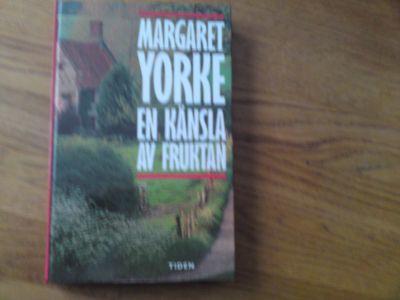 MARGARET
YORKE
EN KÄNSLA
AV FRUKTAN
TIDEN